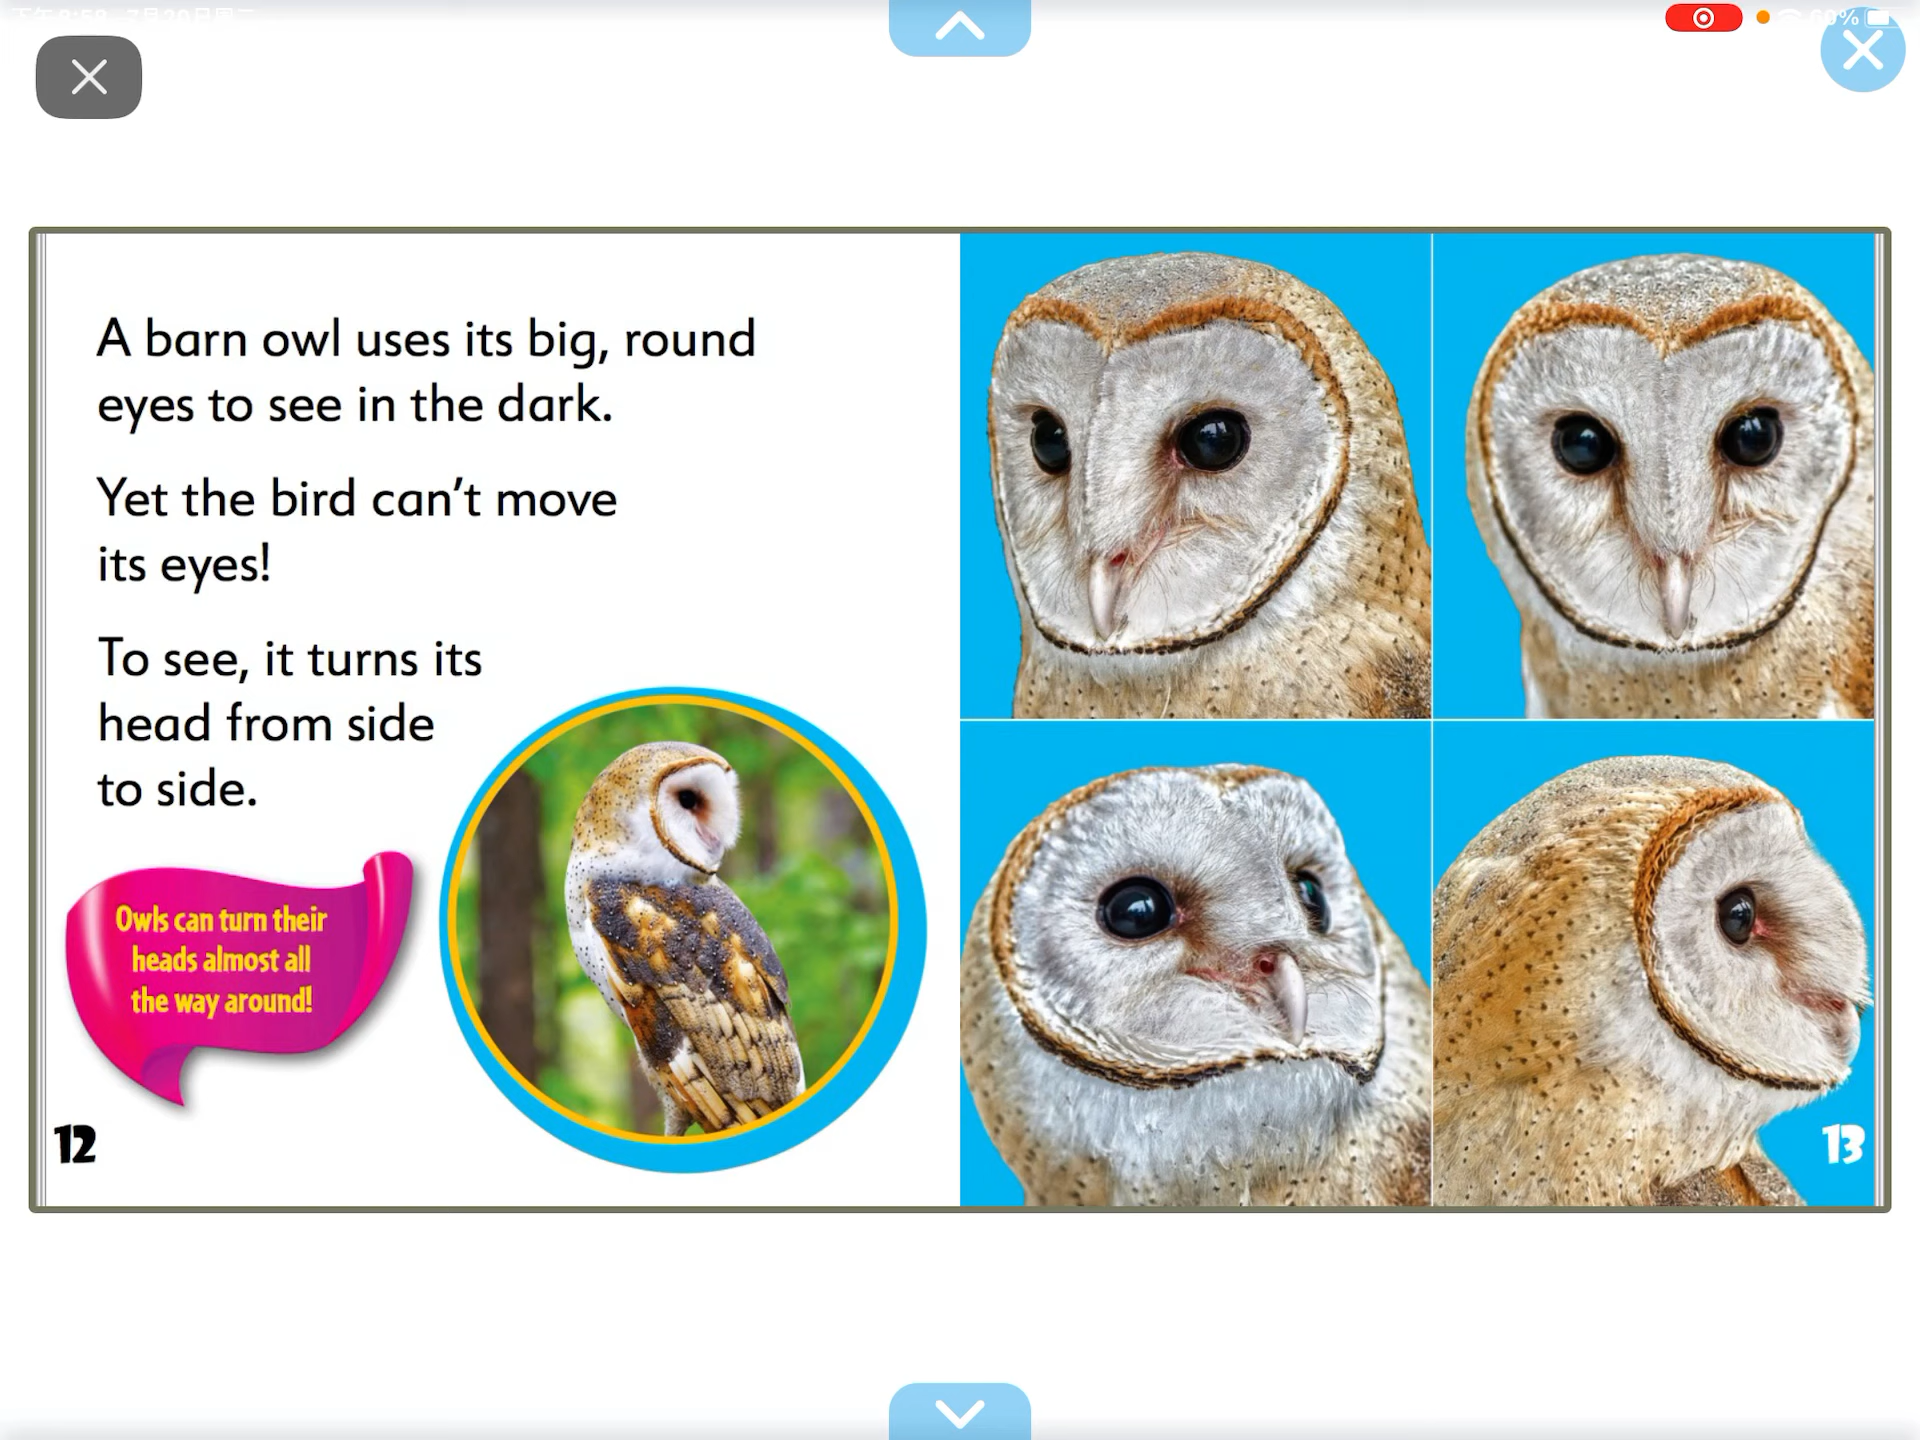 A barn owl uses its big, round
eyes to see in the dark.
Yet the bird can't move
its eyes!
To see, it turns its
head from side
to side.
Owls can turn their
heads almost all
the way around!
12
13